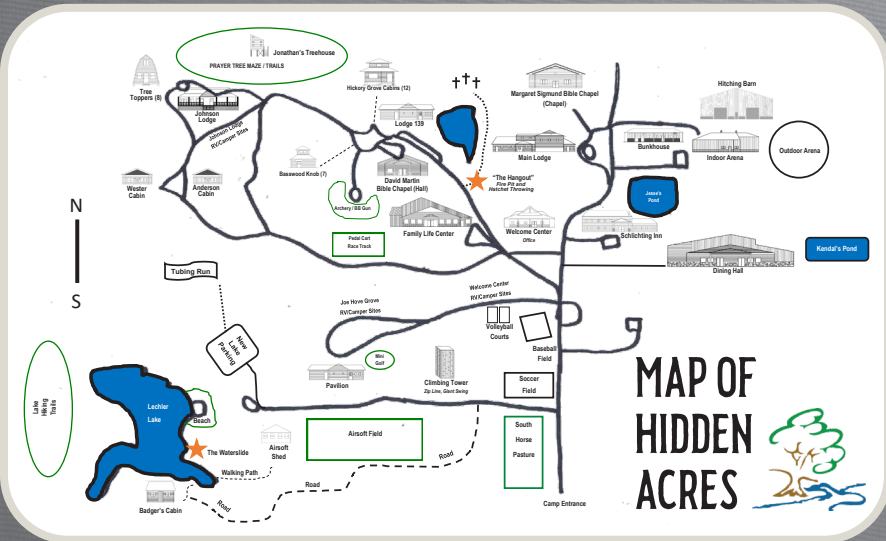 Jonathan's Treehouse
PRAYER TREE MAZE / TRAILS
Tree
Toppers (8)
Johnson
Lodge
Johnson Lodge
RV/Camper Sites
Hickory Grove Cabins (12)
Lodge 139
Margaret Sigmund Bible Chapel
(Chapel)
Hitching Barn
Main Lodge
Bunkhouse
Indoor Arena
Outdoor Arena
Basswood Knob (7)
David Martin
Bible Chapel (Hall)
"The Hangout"
Fire Pit and
Hatchet Throwing
Wester
Cabin
Anderson
Cabin
Archery / BB Gun
Jesse's
Pond
N
S
Family Life Center
Welcome Center
Office
Schlichting Inn
Pedal Cart
Race Track
Dining Hall
Kendal's Pond
Tubing Run
Welcome Center
RV/Camper Sites
Joe Hove Grove
RV/Camper Sites
Volleyball
Courts
Baseball
Field
New
Lake
Parking
Mini
Golf
Pavilion
Climbing Tower
Zip Line, Giant Swing
Soccer
Field
MAP OF
HIDDEN
ACRES
Lake
Hiking
Trails
Lechler
Lake
Beach
Airsoft Field
South
Horse
Pasture
The Waterslide
Airsoft
Shed
Walking Path
Road
Road
Road
Badger's Cabin
Camp Entrance